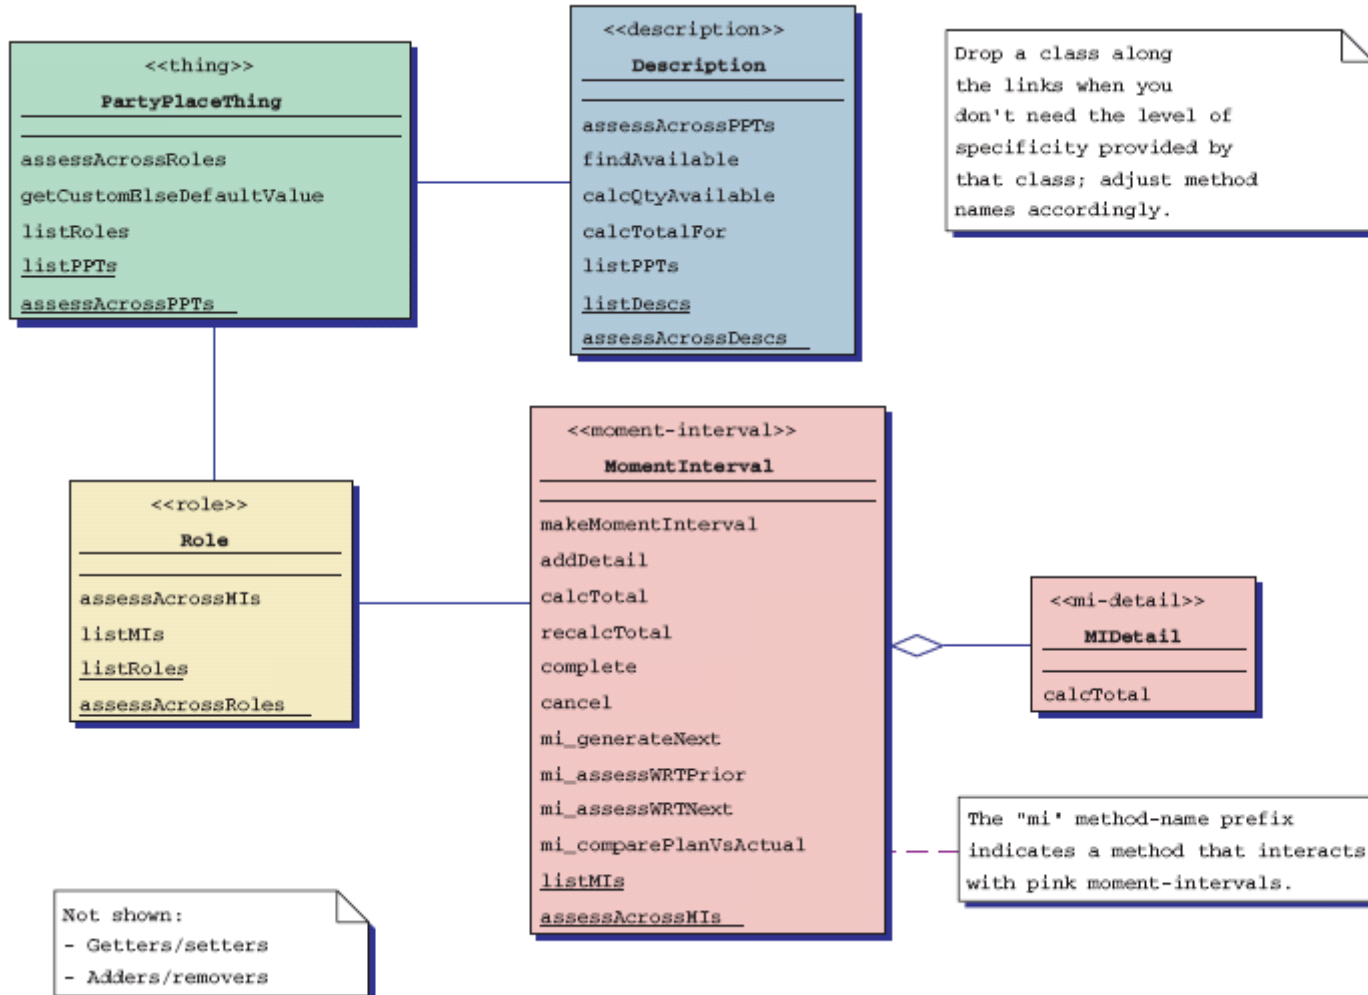 <<thing>>
PartyPlaceThing
assessAcrossRoles
getCustomElseDefaultValue
listRoles
listPPTs
assessAcrossPPTs
<<description>>
Description
assessAcrossPPTs
findAvailable
calcQtyAvailable
calcTotalFor
listPPTs
listDescs
assessAcrossDescs
Drop a class along
the links when you
don't need the level of
specificity provided by
that class; adjust method
names accordingly.
<<role>>
Role
assessAcrossMIs
listMIs
listRoles
assessAcrossRoles
<<moment-interval>>
MomentInterval
makeMomentInterval
addDetail
calcTotal
recalcTotal
complete
cancel
mi_generateNext
mi_assessWRTPrior
mi_assessWRTNext
mi_comparePlanVsActual
listMIs
assessAcrossMIs
<<mi-detail>>
MIDetail
calcTotal
The "mi" method-name prefix
indicates a method that interacts
with pink moment-intervals.
Not shown:
- Getters/setters
- Adders/removers